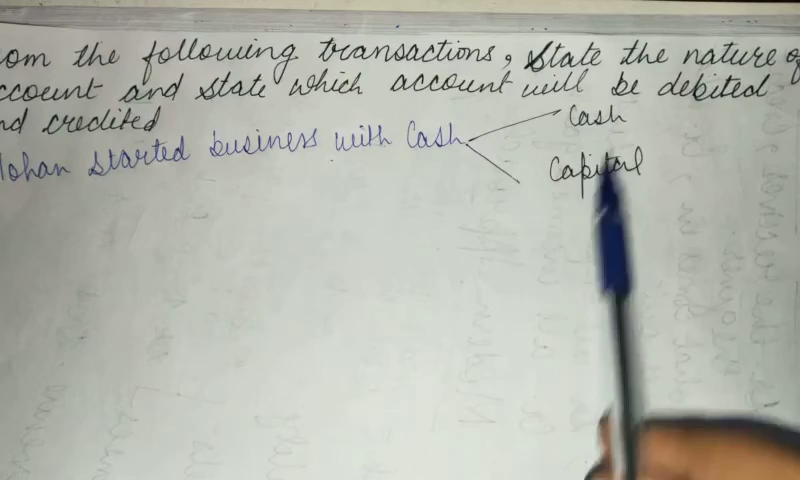 om the following transactions, State the nature of
ccount and state which account will be debited
nd credited
Mohan started business with Cash
Cash
Capital